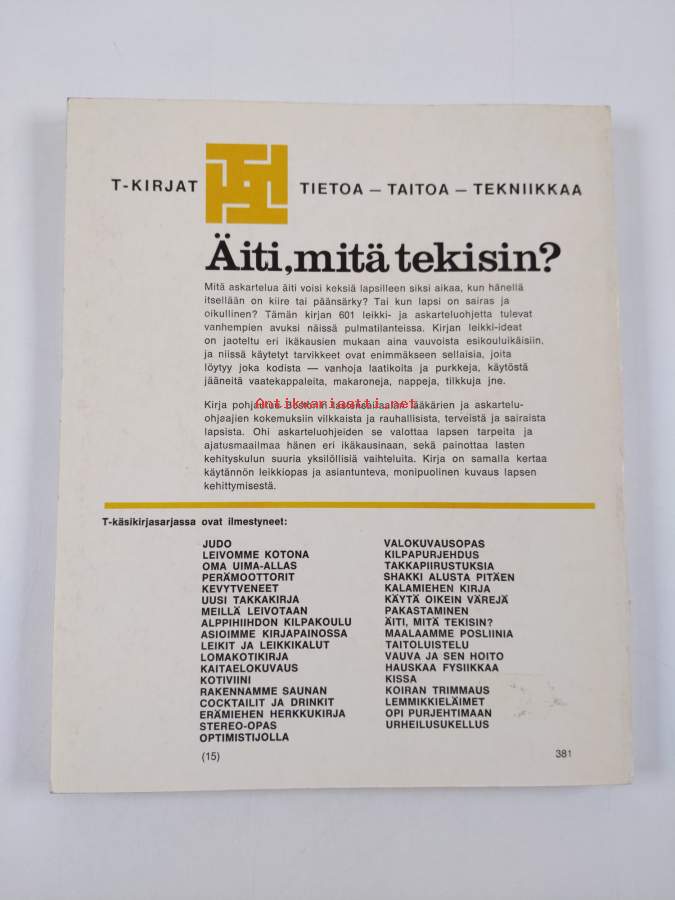 T-KIRJAT
TIETOA — TAITOA — TEKNIIKKAA
Äiti, mitä tekisin?
Mitä askartelua äiti voisi keksiä lapsilleen siksi aikaa, kun hänellä
itsellään on kiire tai päänsärky? Tai kun lapsi on sairas ja
oikullinen? Tämän kirjan 601 leikki- ja askarteluohjetta tulevat
vanhempien avuksi näissä pulmatilanteissa. Kirjan leikki-ideat
on jaoteltu eri ikäkausien mukaan aina vauvoista esikouluikäisiin,
ja niissä käytetyt tarvikkeet ovat enimmäkseen sellaisia, joita
löytyy joka kodista — vanhoja laatikoita ja purkkeja, käytöstä
jääneitä vaatekappaleita, makaroneja, nappeja, tilkkuja jne.
Antikvariaatti.net
Kirja pohjautuu Bostonin lastensairaalan lääkärien ja askartelu-
ohjaajien kokemuksiin vilkkaista ja rauhallisista, terveistä ja sairaista
lapsista. Ohi askarteluohjeiden se valottaa lapsen tarpeita ja
ajatusmaailmaa hänen eri ikäkausinaan, sekä painottaa lasten
kehityskulun suuria yksilöllisiä vaihteluita. Kirja on samalla kertaa
käytännön leikkiopas ja asiantunteva, monipuolinen kuvaus lapsen
kehittymisestä.
T-käsikirjasarjassa ovat ilmestyneet:
JUDO
LEIVOMME KOTONA
OMA UIMA-ALLAS
PERÄMOOTTORIT
KEVYTVENEET
UUSI TAKKAKIRJA
MEILLÄ LEIVOTAAN
ALPPIHIIHDON KILPAKOULU
ASIOIMME KIRJAPAINOSSA
LEIKIT JA LEIKKIKALUT
LOMAKOTIKIRJA
KAITAELOKUVAUS
KOTIVIINI
RAKENNAMME SAUNAN
COCKTAILIT JA DRINKIT
ERÄMIEHEN HERKKUKIRJA
STEREO-OPAS
OPTIMISTIJOLLA
VALOKUVAUSOPAS
KILPAPURJEHDUS
TAKKAPIIRUSTUKSIA
SHAKKI ALUSTA PITÄEN
KALAMIEHEN KIRJA
KÄYTÄ OIKEIN VÄREJÄ
PAKASTAMINEN
ÄITI, MITÄ TEKISIN?
MAALAAMME POSLIINIA
TAITOLUISTELU
VAUVA JA SEN HOITO
HAUSKAA FYSIIKKAA
KISSA
KOIRAN TRIMMAUS
LEMMIKKIELÄIMET
OPI PURJEHTIMAAN
URHEILUSUKELLUS
(15)
381